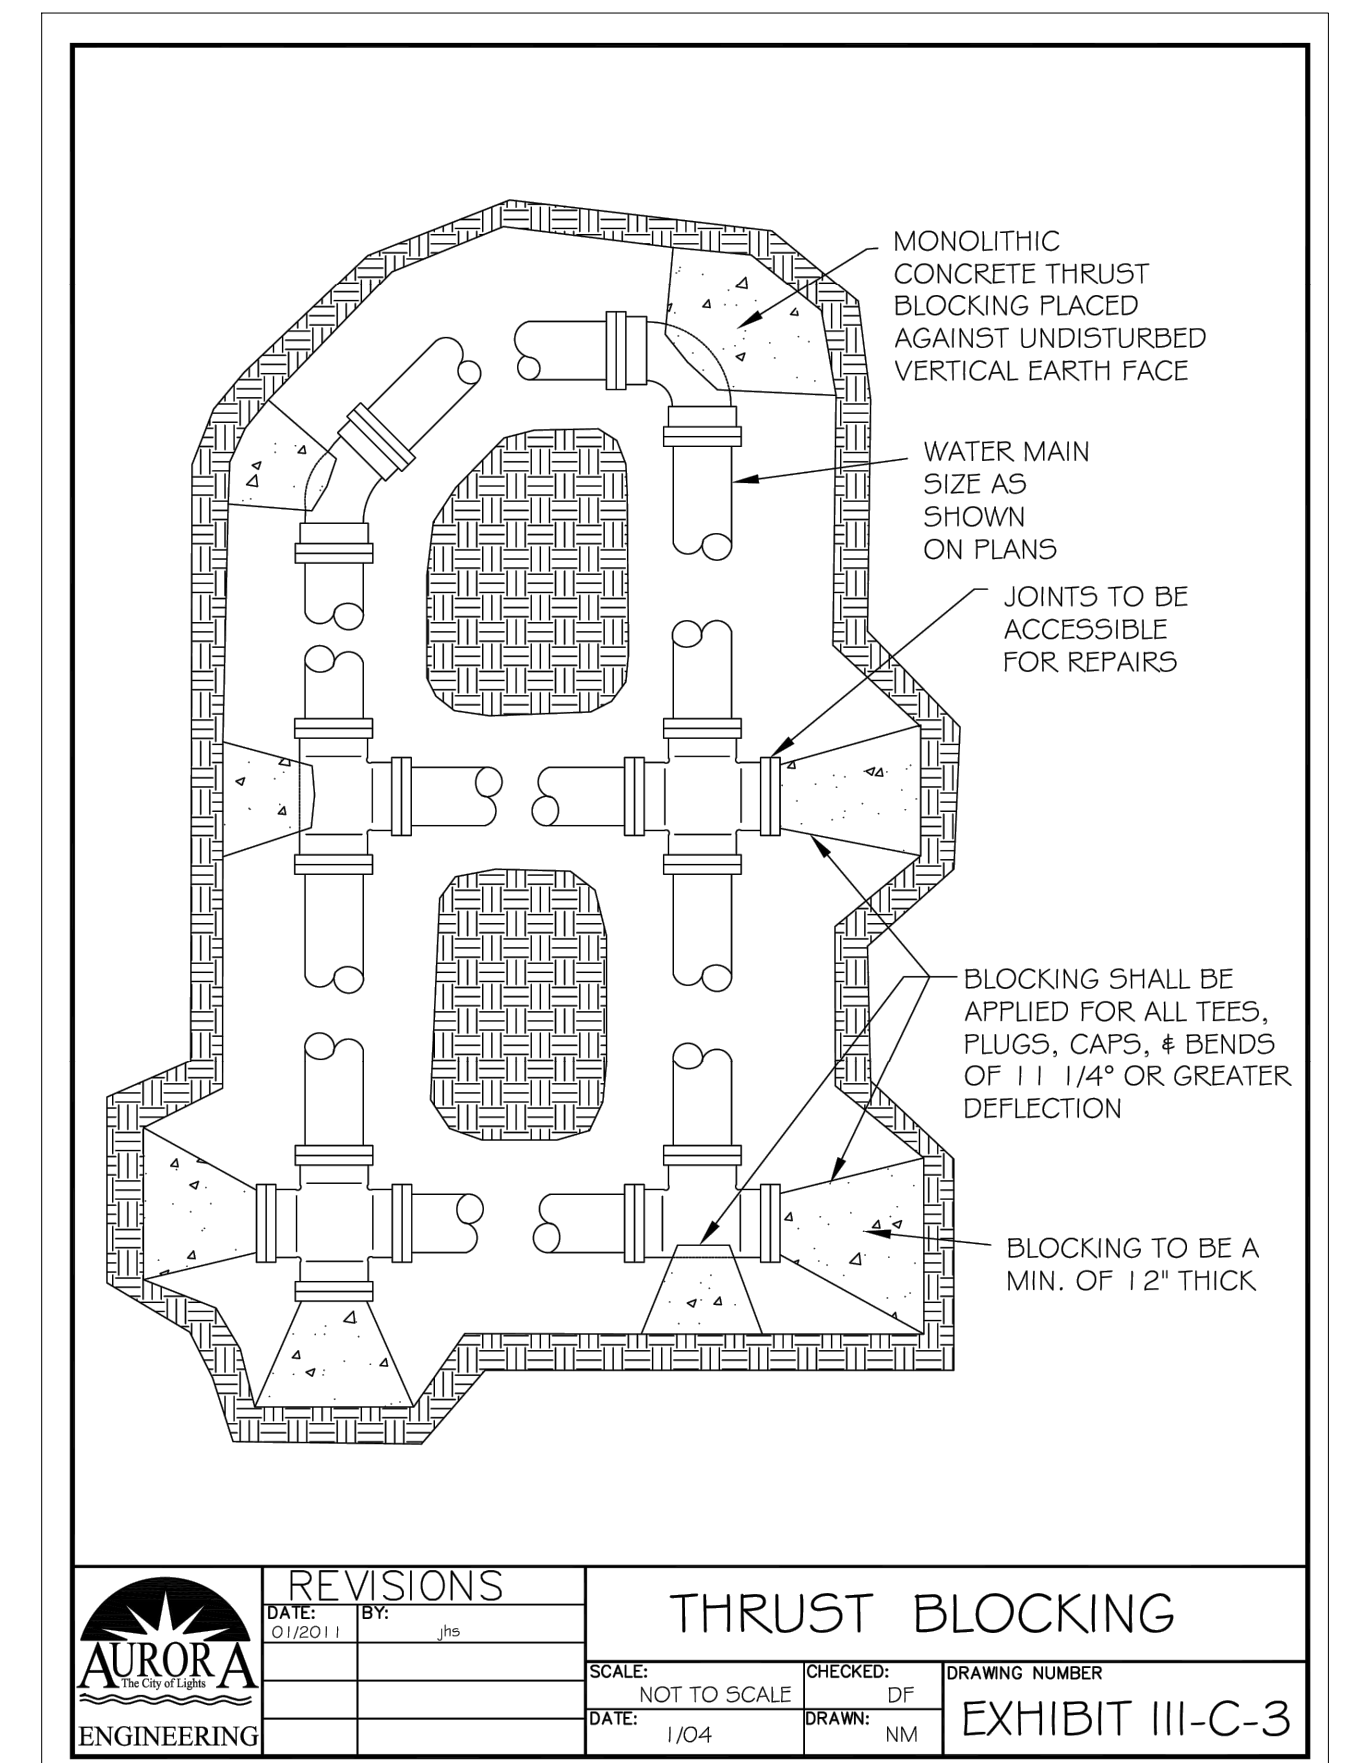 MONOLITHIC
CONCRETE THRUST
BLOCKING PLACED
AGAINST UNDISTURBED
VERTICAL EARTH FACE
WATER MAIN
SIZE AS
SHOWN
ON PLANS
JOINTS TO BE
ACCESSIBLE
FOR REPAIRS
BLOCKING SHALL BE
APPLIED FOR ALL TEES,
PLUGS, CAPS, & BENDS
OF 11 1/4° OR GREATER
DEFLECTION
BLOCKING TO BE A
MIN. OF 12" THICK
AURORA
The City of Lights
ENGINEERING
REVISIONS
DATE: BY:
01/2011 jhs
THRUST BLOCKING
SCALE:
NOT TO SCALE
CHECKED:
DF
DATE:
1/04
DRAWN:
NM
DRAWING NUMBER
EXHIBIT III-C-3